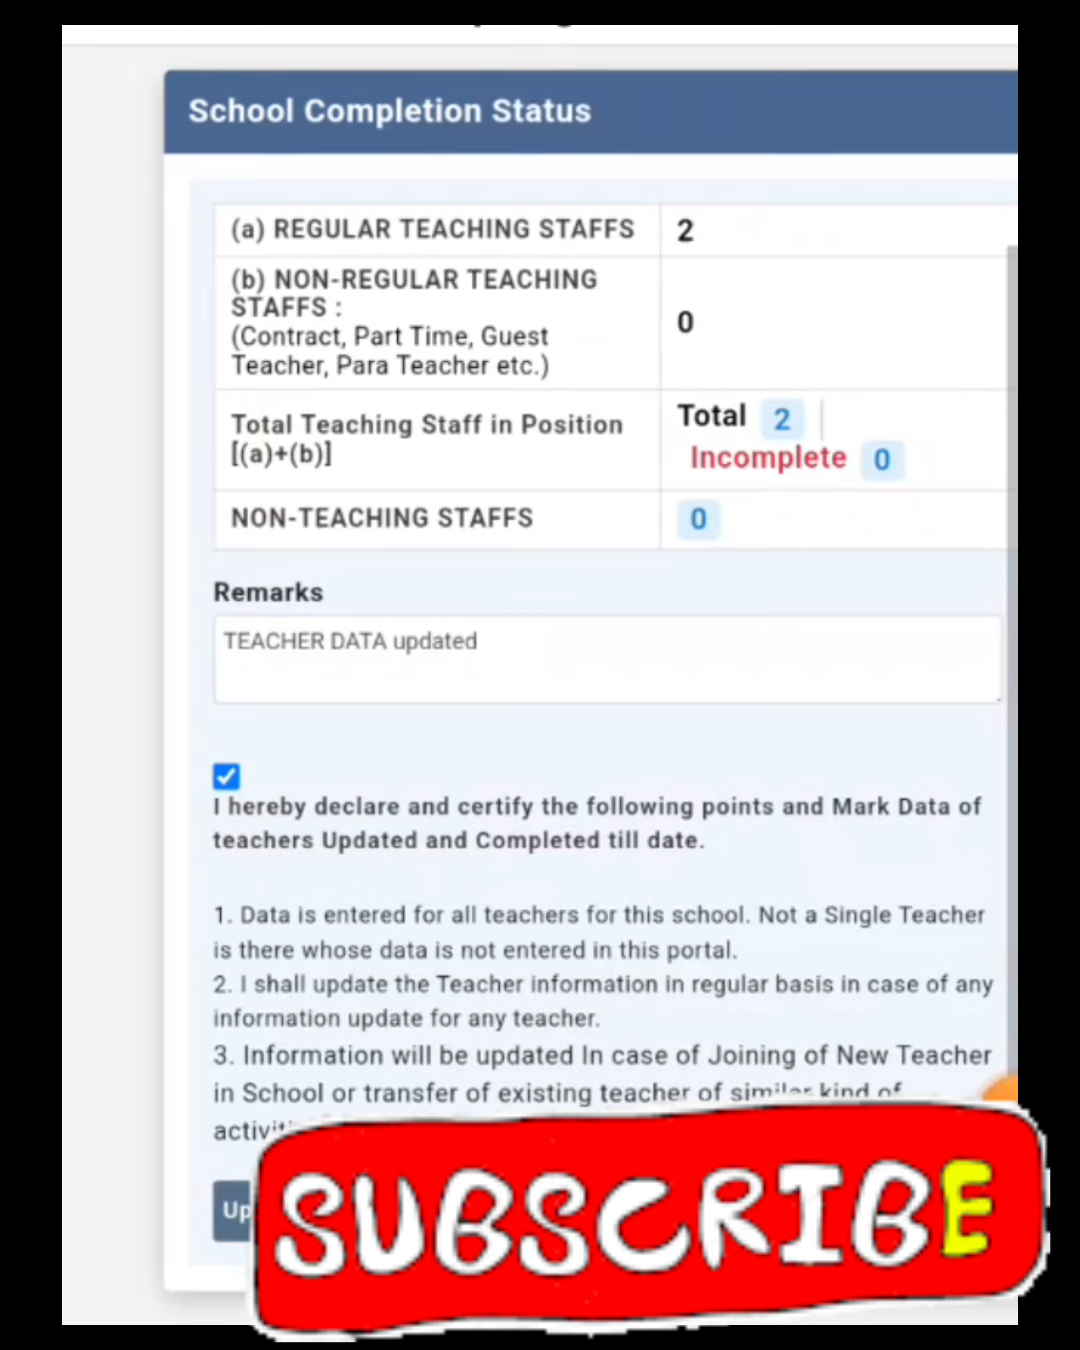 School Completion Status
(a) REGULAR TEACHING STAFFS 2
(b) NON-REGULAR TEACHING
STAFFS :
(Contract, Part Time, Guest
Teacher, Para Teacher etc.)
0
Total Teaching Staff in Position
[(a)+(b)]
Total 2
Incomplete 0
NON-TEACHING STAFFS 0
Remarks
TEACHER DATA updated
I hereby declare and certify the following points and Mark Data of
teachers Updated and Completed till date.
1. Data is entered for all teachers for this school. Not a Single Teacher
is there whose data is not entered in this portal.
2. I shall update the Teacher information in regular basis in case of any
information update for any teacher.
3. Information will be updated In case of Joining of New Teacher
in School or transfer of existing teacher of similar kind of
SUBSCRIBE